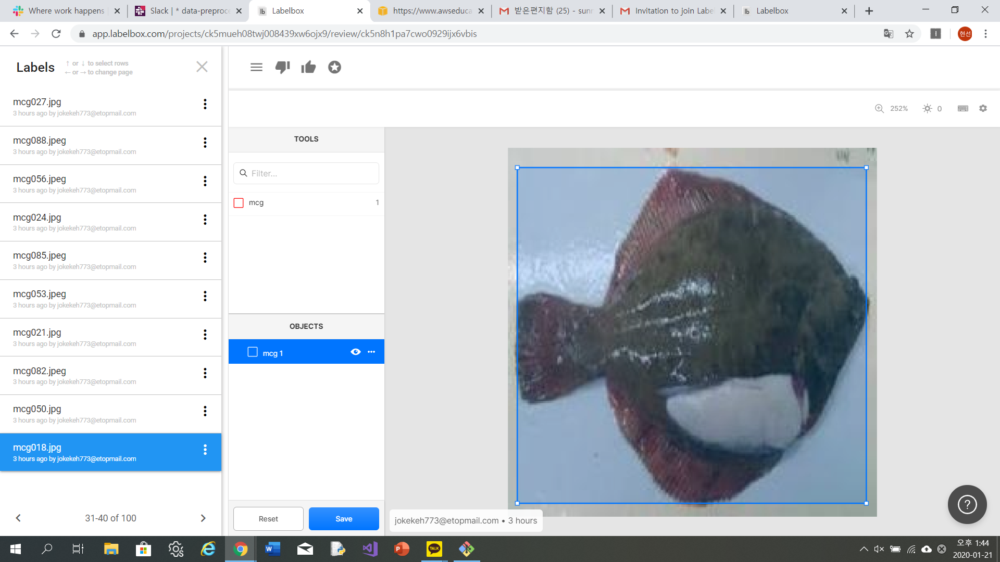 Where work happens
Slack | * data-preproce
Labelbox
https://www.awseduca
받은편지함 (25) - sunr
Invitation to join Label
Labelbox
app.labelbox.com/projects/ck5mueh08twj008439xw6ojx9/review/ck5n8h1pa7cwo0929ijx6vbis
현선
Labels
↑ or ↓ to select rows
← or → to change page
mcg027.jpg
3 hours ago by jokekeh773@etopmail.com
mcg088.jpeg
3 hours ago by jokekeh773@etopmail.com
mcg056.jpeg
3 hours ago by jokekeh773@etopmail.com
mcg024.jpg
3 hours ago by jokekeh773@etopmail.com
mcg085.jpeg
3 hours ago by jokekeh773@etopmail.com
mcg053.jpeg
3 hours ago by jokekeh773@etopmail.com
mcg021.jpg
3 hours ago by jokekeh773@etopmail.com
mcg082.jpeg
3 hours ago by jokekeh773@etopmail.com
mcg050.jpg
3 hours ago by jokekeh773@etopmail.com
mcg018.jpg
3 hours ago by jokekeh773@etopmail.com
31-40 of 100
252%
0
TOOLS
Filter...
mcg 1
OBJECTS
mcg 1
Reset
Save
jokekeh773@etopmail.com • 3 hours
TALK
오후 1:44
2020-01-21